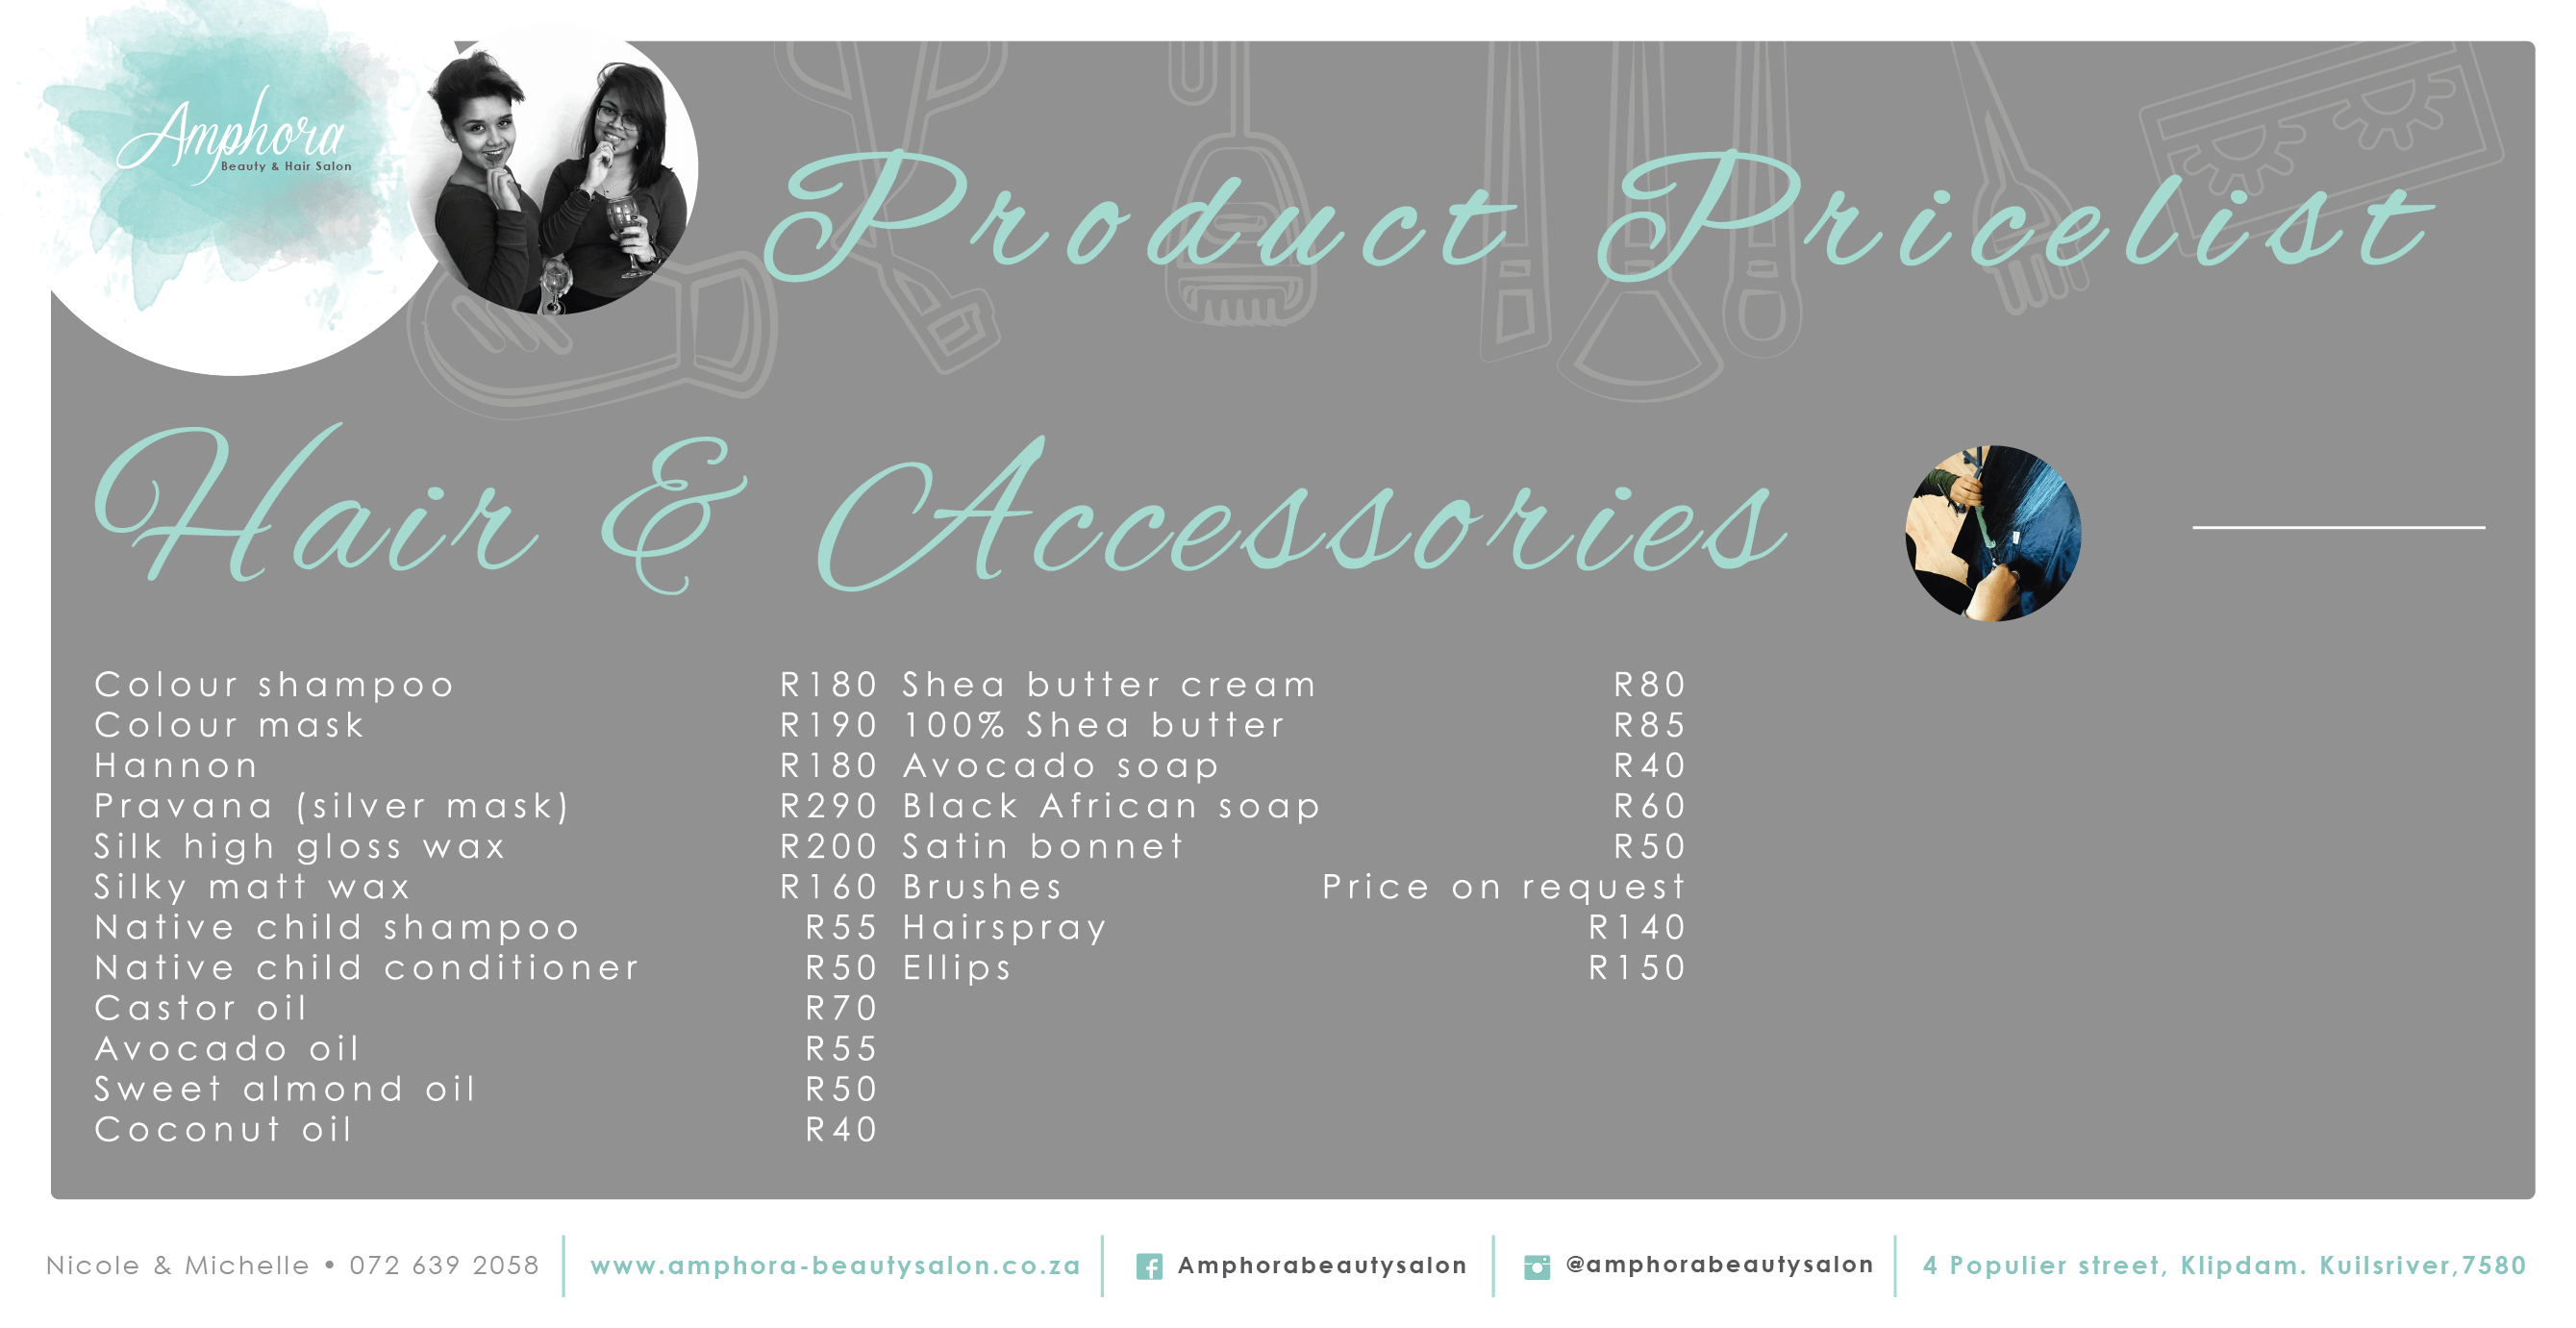 Amphora
Beauty & Hair Salon
Product Pricelist
Hair & Accessories
Colour shampoo R180
Colour mask R190
Hannon R180
Pravana (silver mask) R290
Silk high gloss wax R200
Silky matt wax R160
Native child shampoo R55
Native child conditioner R50
Castor oil R70
Avocado oil R55
Sweet almond oil R50
Coconut oil R40
Shea butter cream R80
100% Shea butter R85
Avocado soap R40
Black African soap R60
Satin bonnet R50
Brushes Price on request
Hairspray R140
Ellips R150
Nicole & Michelle • 072 639 2058
www.amphora-beautysalon.co.za
Amphorabeautysalon
@amphorabeautysalon
4 Populier street, Klipdam. Kuilsriver,7580